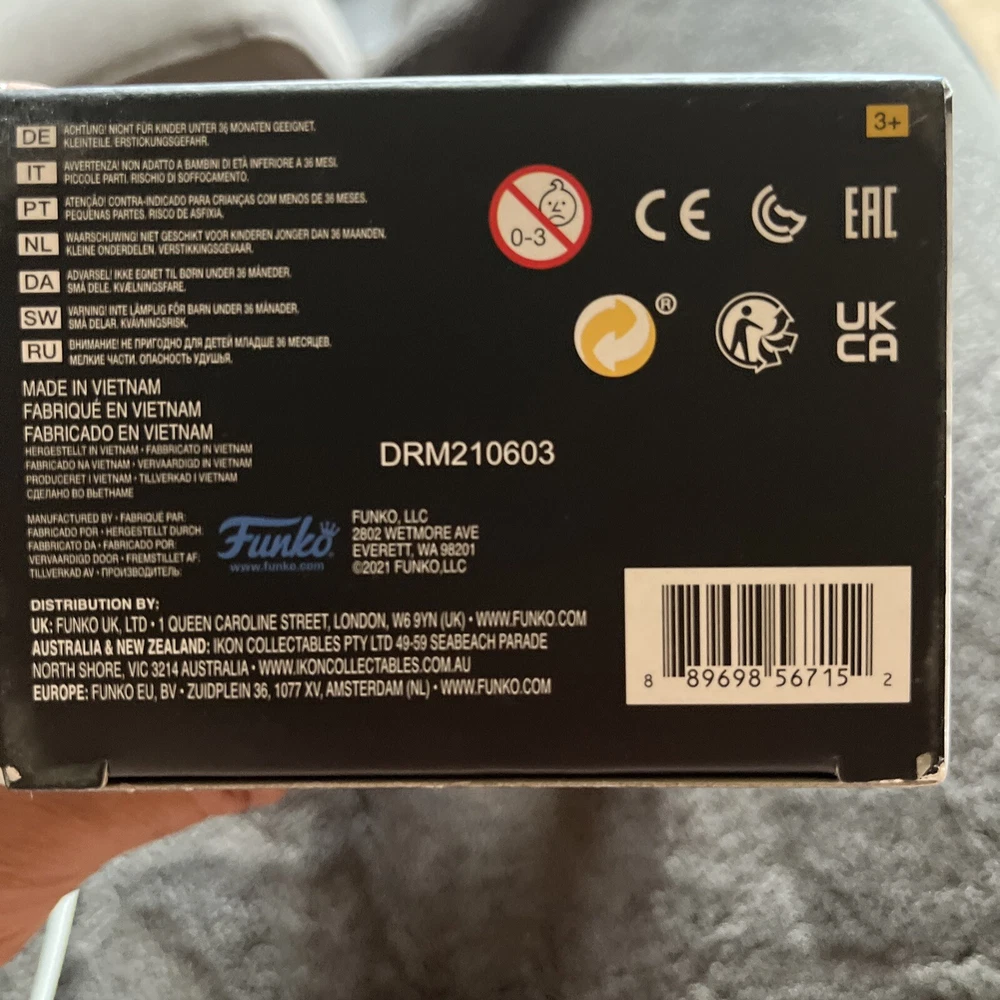 3+
DE ACHTUNG! NICHT FÜR KINDER UNTER 36 MONATEN GEEIGNET.
KLEINTEILE. ERSTICKUNGSGEFAHR.
IT AVVERTENZA! NON ADATTO A BAMBINI DI ETÀ INFERIORE A 36 MESI.
PICCOLE PARTI. RISCHIO DI SOFFOCAMENTO.
PT ATENÇÃO! CONTRA-INDICADO PARA CRIANÇAS COM MENOS DE 36 MESES.
PEQUENAS PARTES. RISCO DE ASFIXIA.
NL WAARSCHUWING! NIET GESCHIKT VOOR KINDEREN JONGER DAN 36 MAANDEN.
KLEINE ONDERDELEN. VERSTIKKINGSGEVAAR.
DA ADVARSEL! IKKE EGNET TIL BØRN UNDER 36 MÅNEDER.
SMÅ DELE. KVÆLNINGSFARE.
SW VARNING! INTE LÄMPLIG FÖR BARN UNDER 36 MÅNADER.
SMÅ DELAR. KVÄVNINGSRISK.
RU ВНИМАНИЕ! НЕ ПРИГОДНО ДЛЯ ДЕТЕЙ МЛАДШЕ 36 МЕСЯЦЕВ.
МЕЛКИЕ ЧАСТИ. ОПАСНОСТЬ УДУШЬЯ.
0-3
CE
EAC
®
UK
CA
MADE IN VIETNAM
FABRIQUÉ EN VIETNAM
FABRICADO EN VIETNAM
HERGESTELLT IN VIETNAM • FABBRICATO IN VIETNAM
FABRICADO NA VIETNAM • VERVAARDIGD IN VIETNAM
PRODUCERET I VIETNAM • TILLVERKAD I VIETNAM
СДЕЛАНО ВО ВЬЕТНАМЕ
DRM210603
MANUFACTURED BY • FABRIQUÉ PAR:
FABRICADO POR • HERGESTELLT DURCH:
FABBRICATO DA • FABRICADO POR:
VERVAARDIGD DOOR • FREMSTILLET AF:
TILLVERKAD AV • ПРОИЗВОДИТЕЛЬ:
Funko
www.funko.com
FUNKO, LLC
2802 WETMORE AVE
EVERETT, WA 98201
©2021 FUNKO,LLC
DISTRIBUTION BY:
UK: FUNKO UK, LTD • 1 QUEEN CAROLINE STREET, LONDON, W6 9YN (UK) • WWW.FUNKO.COM
AUSTRALIA & NEW ZEALAND: IKON COLLECTABLES PTY LTD 49-59 SEABEACH PARADE
NORTH SHORE, VIC 3214 AUSTRALIA • WWW.IKONCOLLECTABLES.COM.AU
EUROPE: FUNKO EU, BV • ZUIDPLEIN 36, 1077 XV, AMSTERDAM (NL) • WWW.FUNKO.COM
8 89698 56715 2